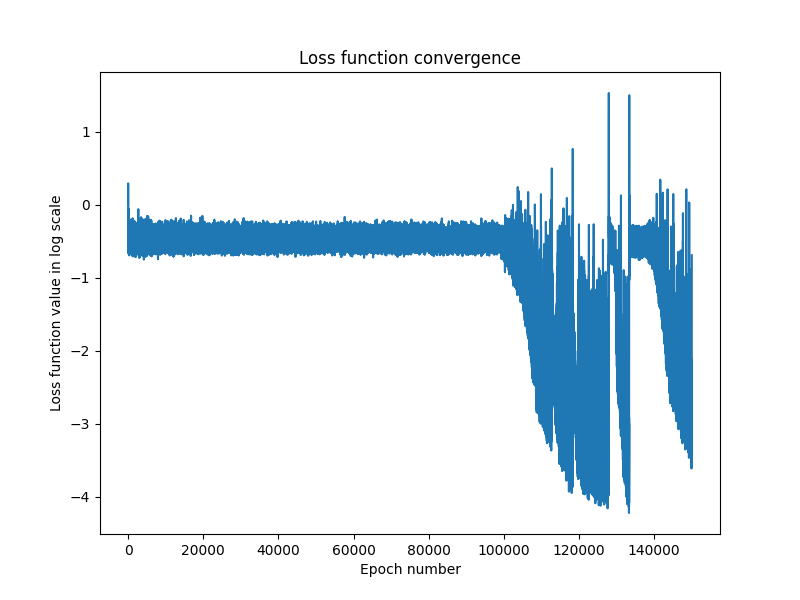 Loss function convergence
Loss function value in log scale
1
0
−1
−2
−3
−4
0 20000 40000 60000 80000 100000 120000 140000
Epoch number